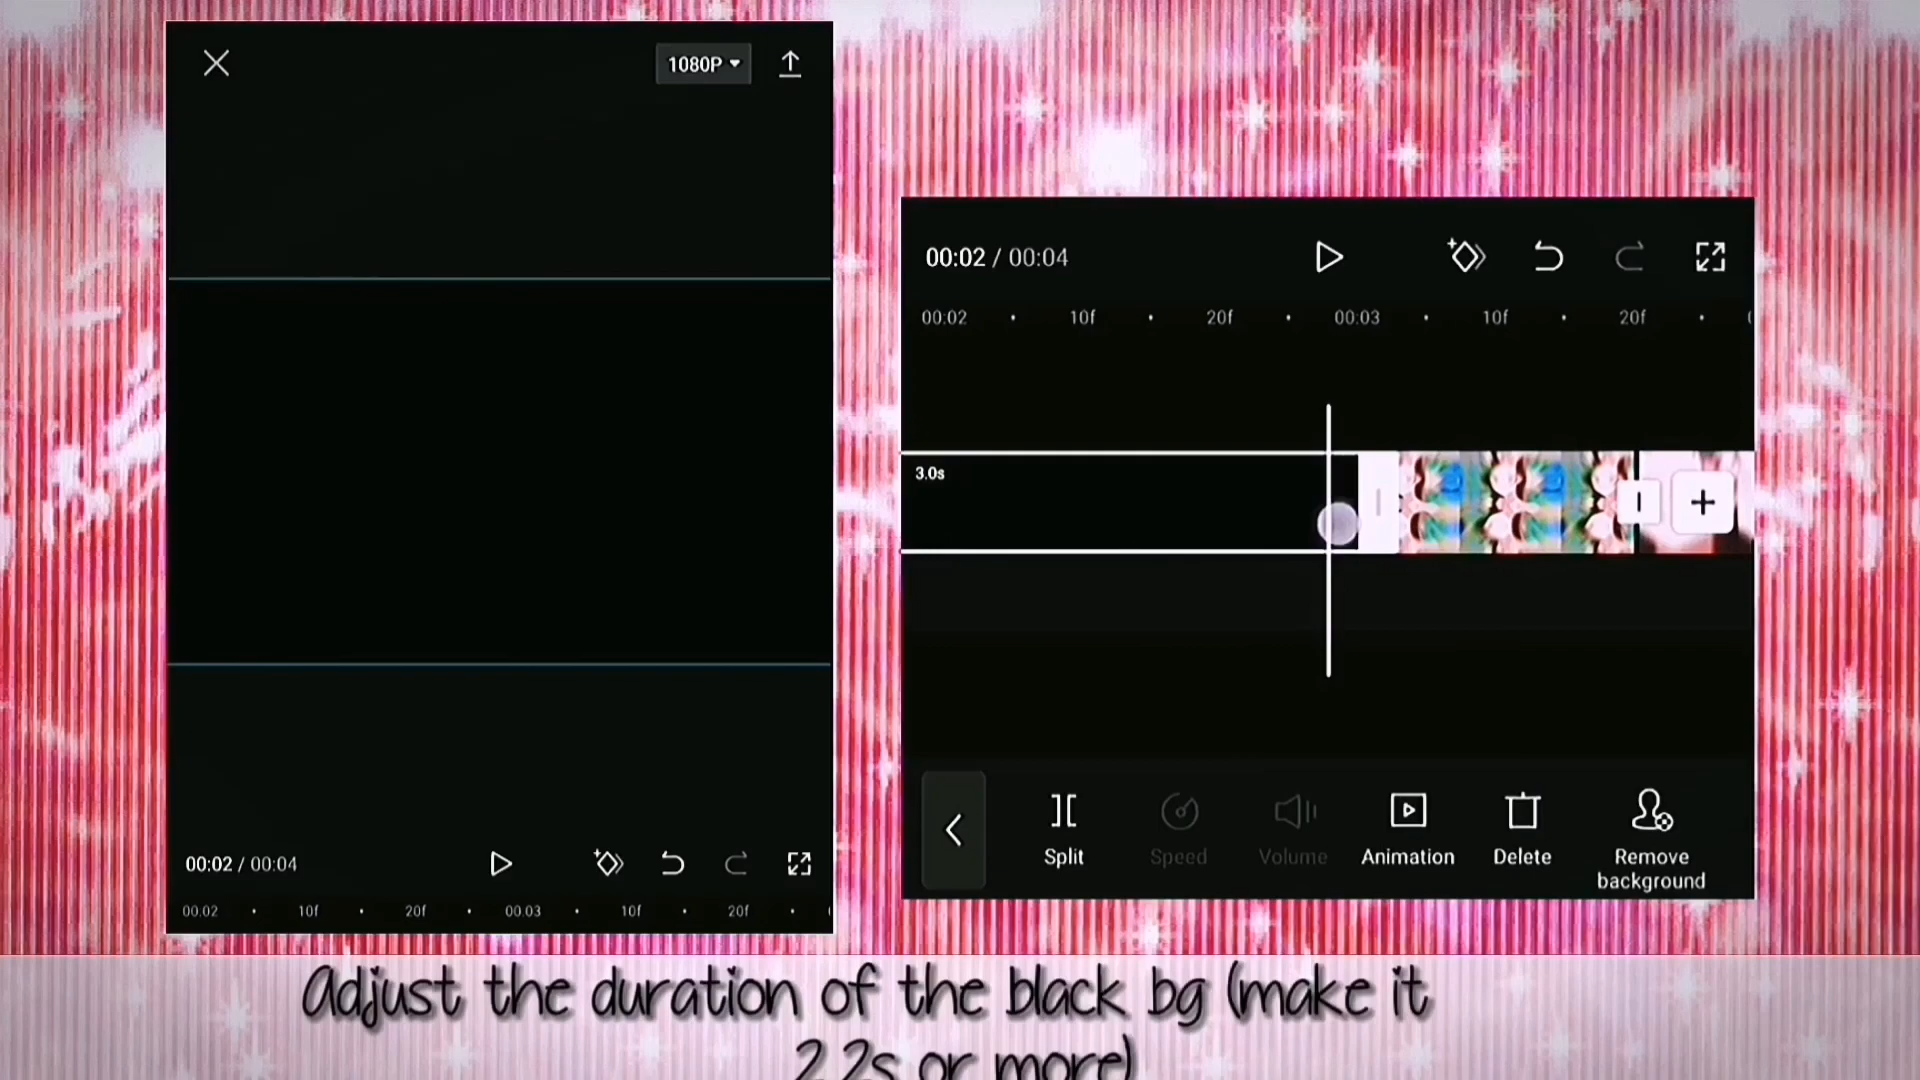 1080P
00:02 / 00:04
00:02 10f 20f 00:03 10f 20f
3.0s
Split Speed Volume Animation Delete Remove
background
00:02 / 00:04
00:02 10f 20f 00:03 10f 20f
Adjust the duration of the black bg (make it
2.2s or more)